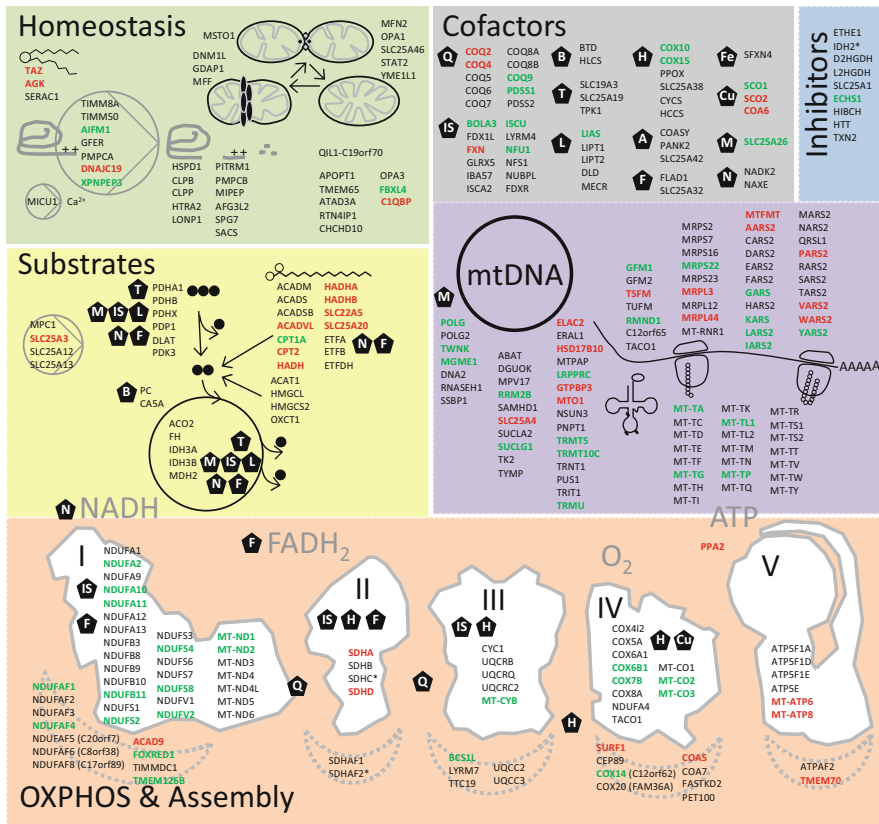 Homeostasis
TAZ
AGK
SERAC1
MSTO1
DNM1L
GDAP1
MFF
MFN2
OPA1
SLC25A46
STAT2
YME1L1
TIMM8A
TIMM50
AIFM1
GFER
PMPCA
DNAJC19
XPNPEP3
++
++
MICU1
Ca²⁺
HSPD1
CLPB
CLPP
HTRA2
LONP1
PITRM1
PMPCB
MIPEP
AFG3L2
SPG7
SACS
QIL1-C19orf70
APOPT1
TMEM65
ATAD3A
RTN4IP1
CHCHD10
OPA3
FBXL4
C1QBP
Cofactors
Q
COQ2
COQ4
COQ5
COQ6
COQ7
COQ8A
COQ8B
COQ9
PDSS1
PDSS2
IS
BOLA3
FDX1L
FXN
GLRX5
IBA57
ISCA2
ISCU
LYRM4
NFU1
NFS1
NUBPL
FDXR
B
BTD
HLCS
T
SLC19A3
SLC25A19
TPK1
L
LIAS
LIPT1
LIPT2
DLD
MECR
H
COX10
COX15
PPOX
SLC25A38
CYCS
HCCS
A
COASY
PANK2
SLC25A42
F
FLAD1
SLC25A32
Fe
SFXN4
Cu
SCO1
SCO2
COA6
M
SLC25A26
N
NADK2
NAXE
Inhibitors
ETHE1
IDH2*
D2HGDH
L2HGDH
SLC25A1
ECHS1
HIBCH
HTT
TXN2
Substrates
MPC1
SLC25A3
SLC25A12
SLC25A13
T
M IS L
N F
PDHA1
PDHB
PDHX
PDP1
DLAT
PDK3
B
PC
CA5A
ACADM
ACADS
ACADSB
ACADVL
CPT1A
CPT2
HADH
HADHA
HADHB
SLC22A5
SLC25A20
ETFA
ETFB
ETFDH
N F
ACAT1
HMGCL
HMGCS2
OXCT1
ACO2
FH
IDH3A
IDH3B
MDH2
T
M IS L
N F
mtDNA
M
POLG
POLG2
TWNK
MGME1
DNA2
RNASEH1
SSBP1
ABAT
DGUOK
MPV17
RRM2B
SAMHD1
SLC25A4
SUCLA2
SUCLG1
TK2
TYMP
ELAC2
ERAL1
HSD17B10
MTPAP
LRPPRC
GTPBP3
MTO1
NSUN3
PNPT1
TRMT5
TRMT10C
TRNT1
PUS1
TRIT1
TRMU
GFM1
GFM2
TSFM
TUFM
RMND1
C12orf65
TACO1
MRPS2
MRPS7
MRPS16
MRPS22
MRPS23
MRPL3
MRPL12
MRPL44
MT-RNR1
MTFMT
AARS2
CARS2
DARS2
EARS2
FARS2
GARS
HARS2
KARS
LARS2
IARS2
MARS2
NARS2
QRSL1
PARS2
RARS2
SARS2
TARS2
VARS2
WARS2
YARS2
AAAAA
MT-TA
MT-TC
MT-TD
MT-TE
MT-TF
MT-TG
MT-TH
MT-TI
MT-TK
MT-TL1
MT-TL2
MT-TM
MT-TN
MT-TP
MT-TQ
MT-TR
MT-TS1
MT-TS2
MT-TT
MT-TV
MT-TW
MT-TY
N
NADH
F
FADH₂
O₂
ATP
PPA2
I
IS
F
NDUFA1
NDUFA2
NDUFA9
NDUFA10
NDUFA11
NDUFA12
NDUFA13
NDUFB3
NDUFB8
NDUFB9
NDUFB10
NDUFB11
NDUFS1
NDUFS2
NDUFS3
NDUFS4
NDUFS6
NDUFS7
NDUFS8
NDUFV1
NDUFV2
MT-ND1
MT-ND2
MT-ND3
MT-ND4
MT-ND4L
MT-ND5
MT-ND6
NDUFAF1
NDUFAF2
NDUFAF3
NDUFAF4
NDUFAF5 (C20orf7)
NDUFAF6 (C8orf38)
NDUFAF8 (C17orf89)
ACAD9
FOXRED1
TIMMDC1
TMEM126B
Q
II
IS H F
SDHA
SDHB
SDHC*
SDHD
SDHAF1
SDHAF2*
Q
III
IS H
CYC1
UQCRB
UQCRQ
UQCRC2
MT-CYB
BCS1L
LYRM7
TTC19
UQCC2
UQCC3
H
IV
COX4I2
COX5A
COX6A1
COX6B1
COX7B
COX8A
NDUFA4
TACO1
H Cu
MT-CO1
MT-CO2
MT-CO3
SURF1
CEP89
COX14 (C12orf62)
COX20 (FAM36A)
COA5
COA7
FASTKD2
PET100
V
ATP5F1A
ATP5F1D
ATP5F1E
ATP5E
MT-ATP6
MT-ATP8
ATPAF2
TMEM70
OXPHOS & Assembly